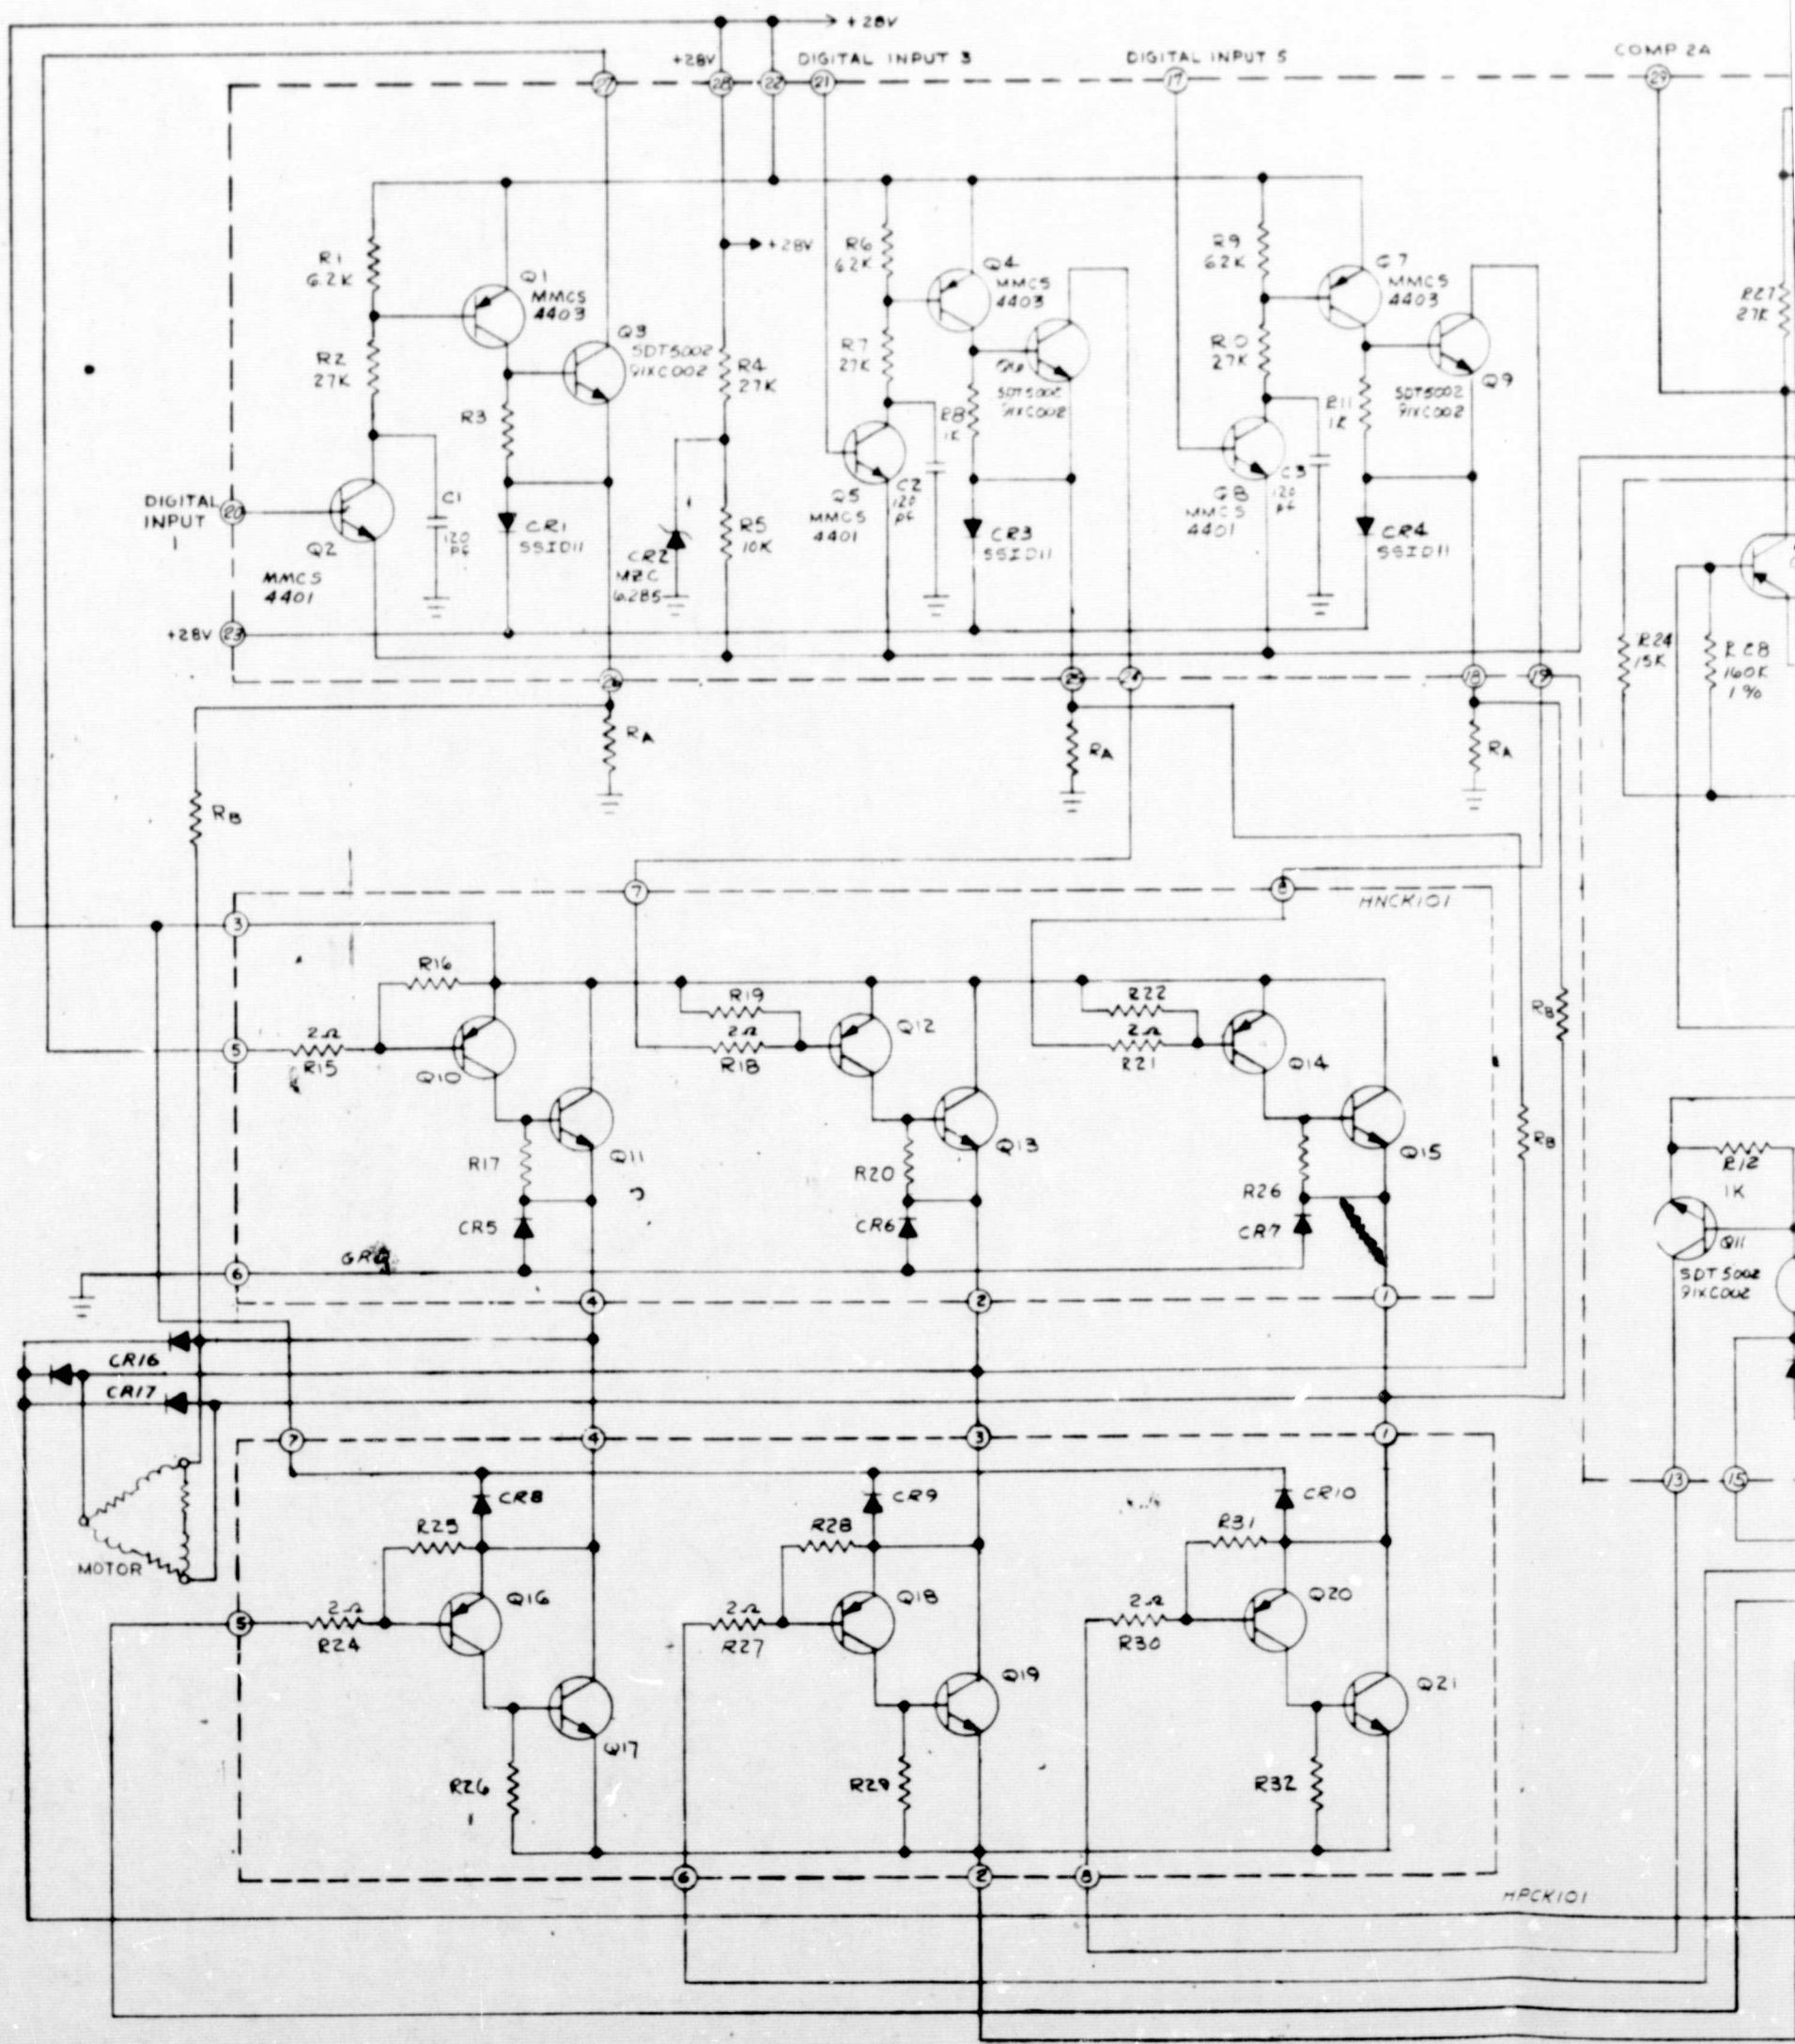 +28V
+28V
DIGITAL INPUT 3
DIGITAL INPUT 5
COMP 2A
27
28
22
21
17
29
R1
6.2K
Q1
MMCS
4403
+28V
R6
62K
Q4
MMCS
4403
R9
62K
MMCS
4403
R27
27K
R2
27K
Q3
SDT5002
91XC002
R4
27K
R7
27K
SDT5002
91XC002
27K
SDT5002
91XC002
Q9
R3
R8
1K
R11
1K
DIGITAL
INPUT
1
20
Q2
MMCS
4401
C1
120
PF
CR1
SSID11
CR2
MZC
6.2B5
R5
10K
Q5
MMCS
4401
C2
120
PF
CR3
SSID11
MMCS
4401
C3
120
PF
CR4
SSID11
+28V
23
R24
15K
160K
1%
25
18
19
RA
RA
RA
RB
7
8
HNCK101
3
R16
R19
R22
RB
5
2Ω
R15
Q10
2Ω
R18
Q12
2Ω
R21
Q14
R17
Q11
R20
Q13
R26
Q15
RB
R12
1K
CR5
CR6
CR7
Q11
SDT5002
91XC002
6
4
2
1
CR16
CR17
7
4
3
1
13
15
CR8
CR9
CR10
R25
R28
R31
MOTOR
5
2Ω
R24
Q16
2Ω
R27
Q18
2Ω
R30
Q20
Q17
Q19
Q21
R26
R29
R32
6
2
8
HPCK101